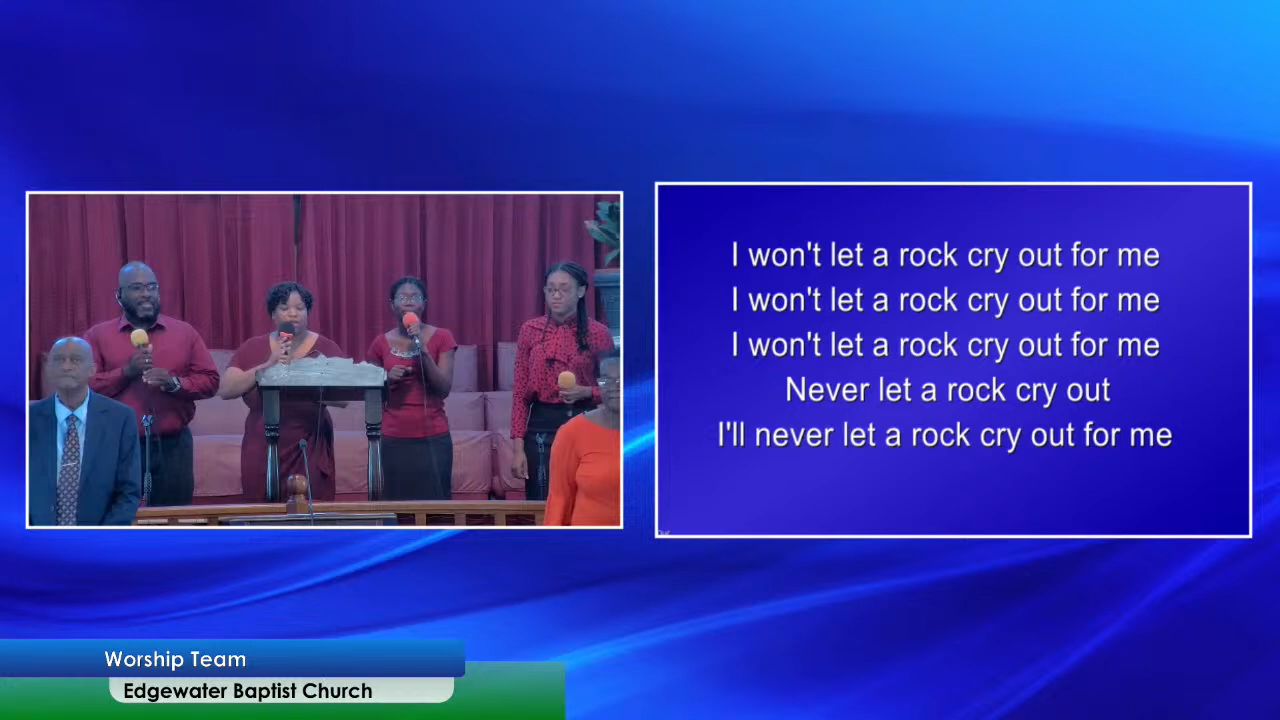 I won't let a rock cry out for me
I won't let a rock cry out for me
I won't let a rock cry out for me
Never let a rock cry out
I'll never let a rock cry out for me
Worship Team
Edgewater Baptist Church